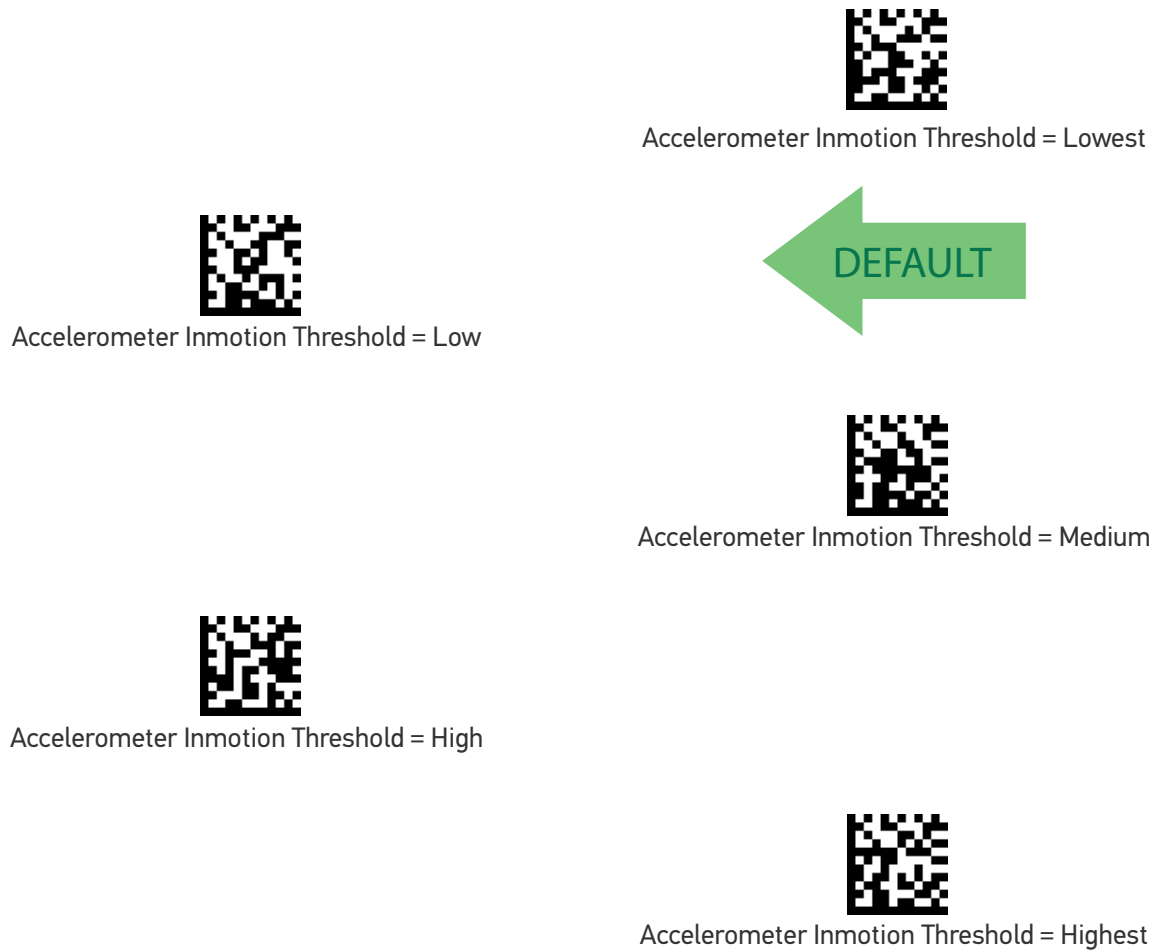 Accelerometer Inmotion Threshold = Lowest
DEFAULT
Accelerometer Inmotion Threshold = Low
Accelerometer Inmotion Threshold = Medium
Accelerometer Inmotion Threshold = High
Accelerometer Inmotion Threshold = Highest